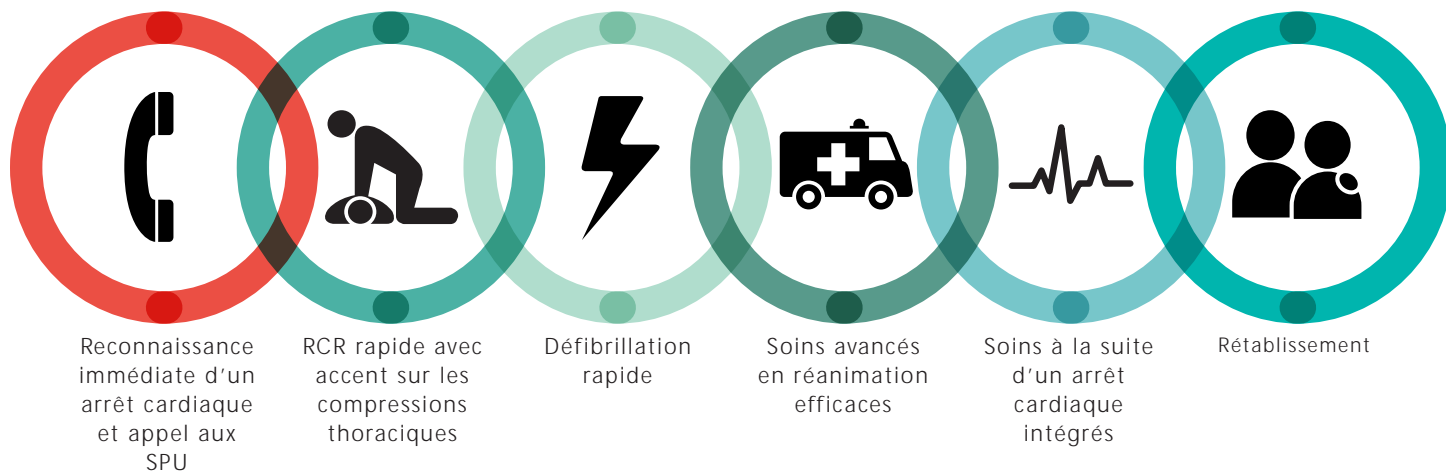 Reconnaissance
immédiate d'un
arrêt cardiaque
et appel aux
SPU
RCR rapide avec
accent sur les
compressions
thoraciques
Défibrillation
rapide
Soins avancés
en réanimation
efficaces
Soins à la suite
d'un arrêt
cardiaque
intégrés
Rétablissement